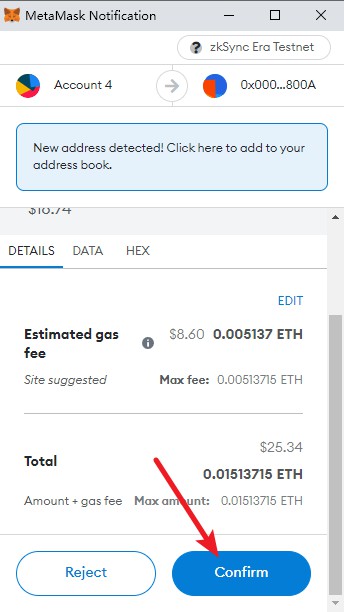 MetaMask Notification
zkSync Era Testnet
Account 4
0x000...800A
New address detected! Click here to add to your
address book.
$16.74
DETAILS DATA HEX
EDIT
Estimated gas fee
$8.60 0.005137 ETH
Site suggested Max fee: 0.00513715 ETH
$25.34
Total
0.01513715 ETH
Amount + gas fee Max amount: 0.01513715 ETH
Reject Confirm